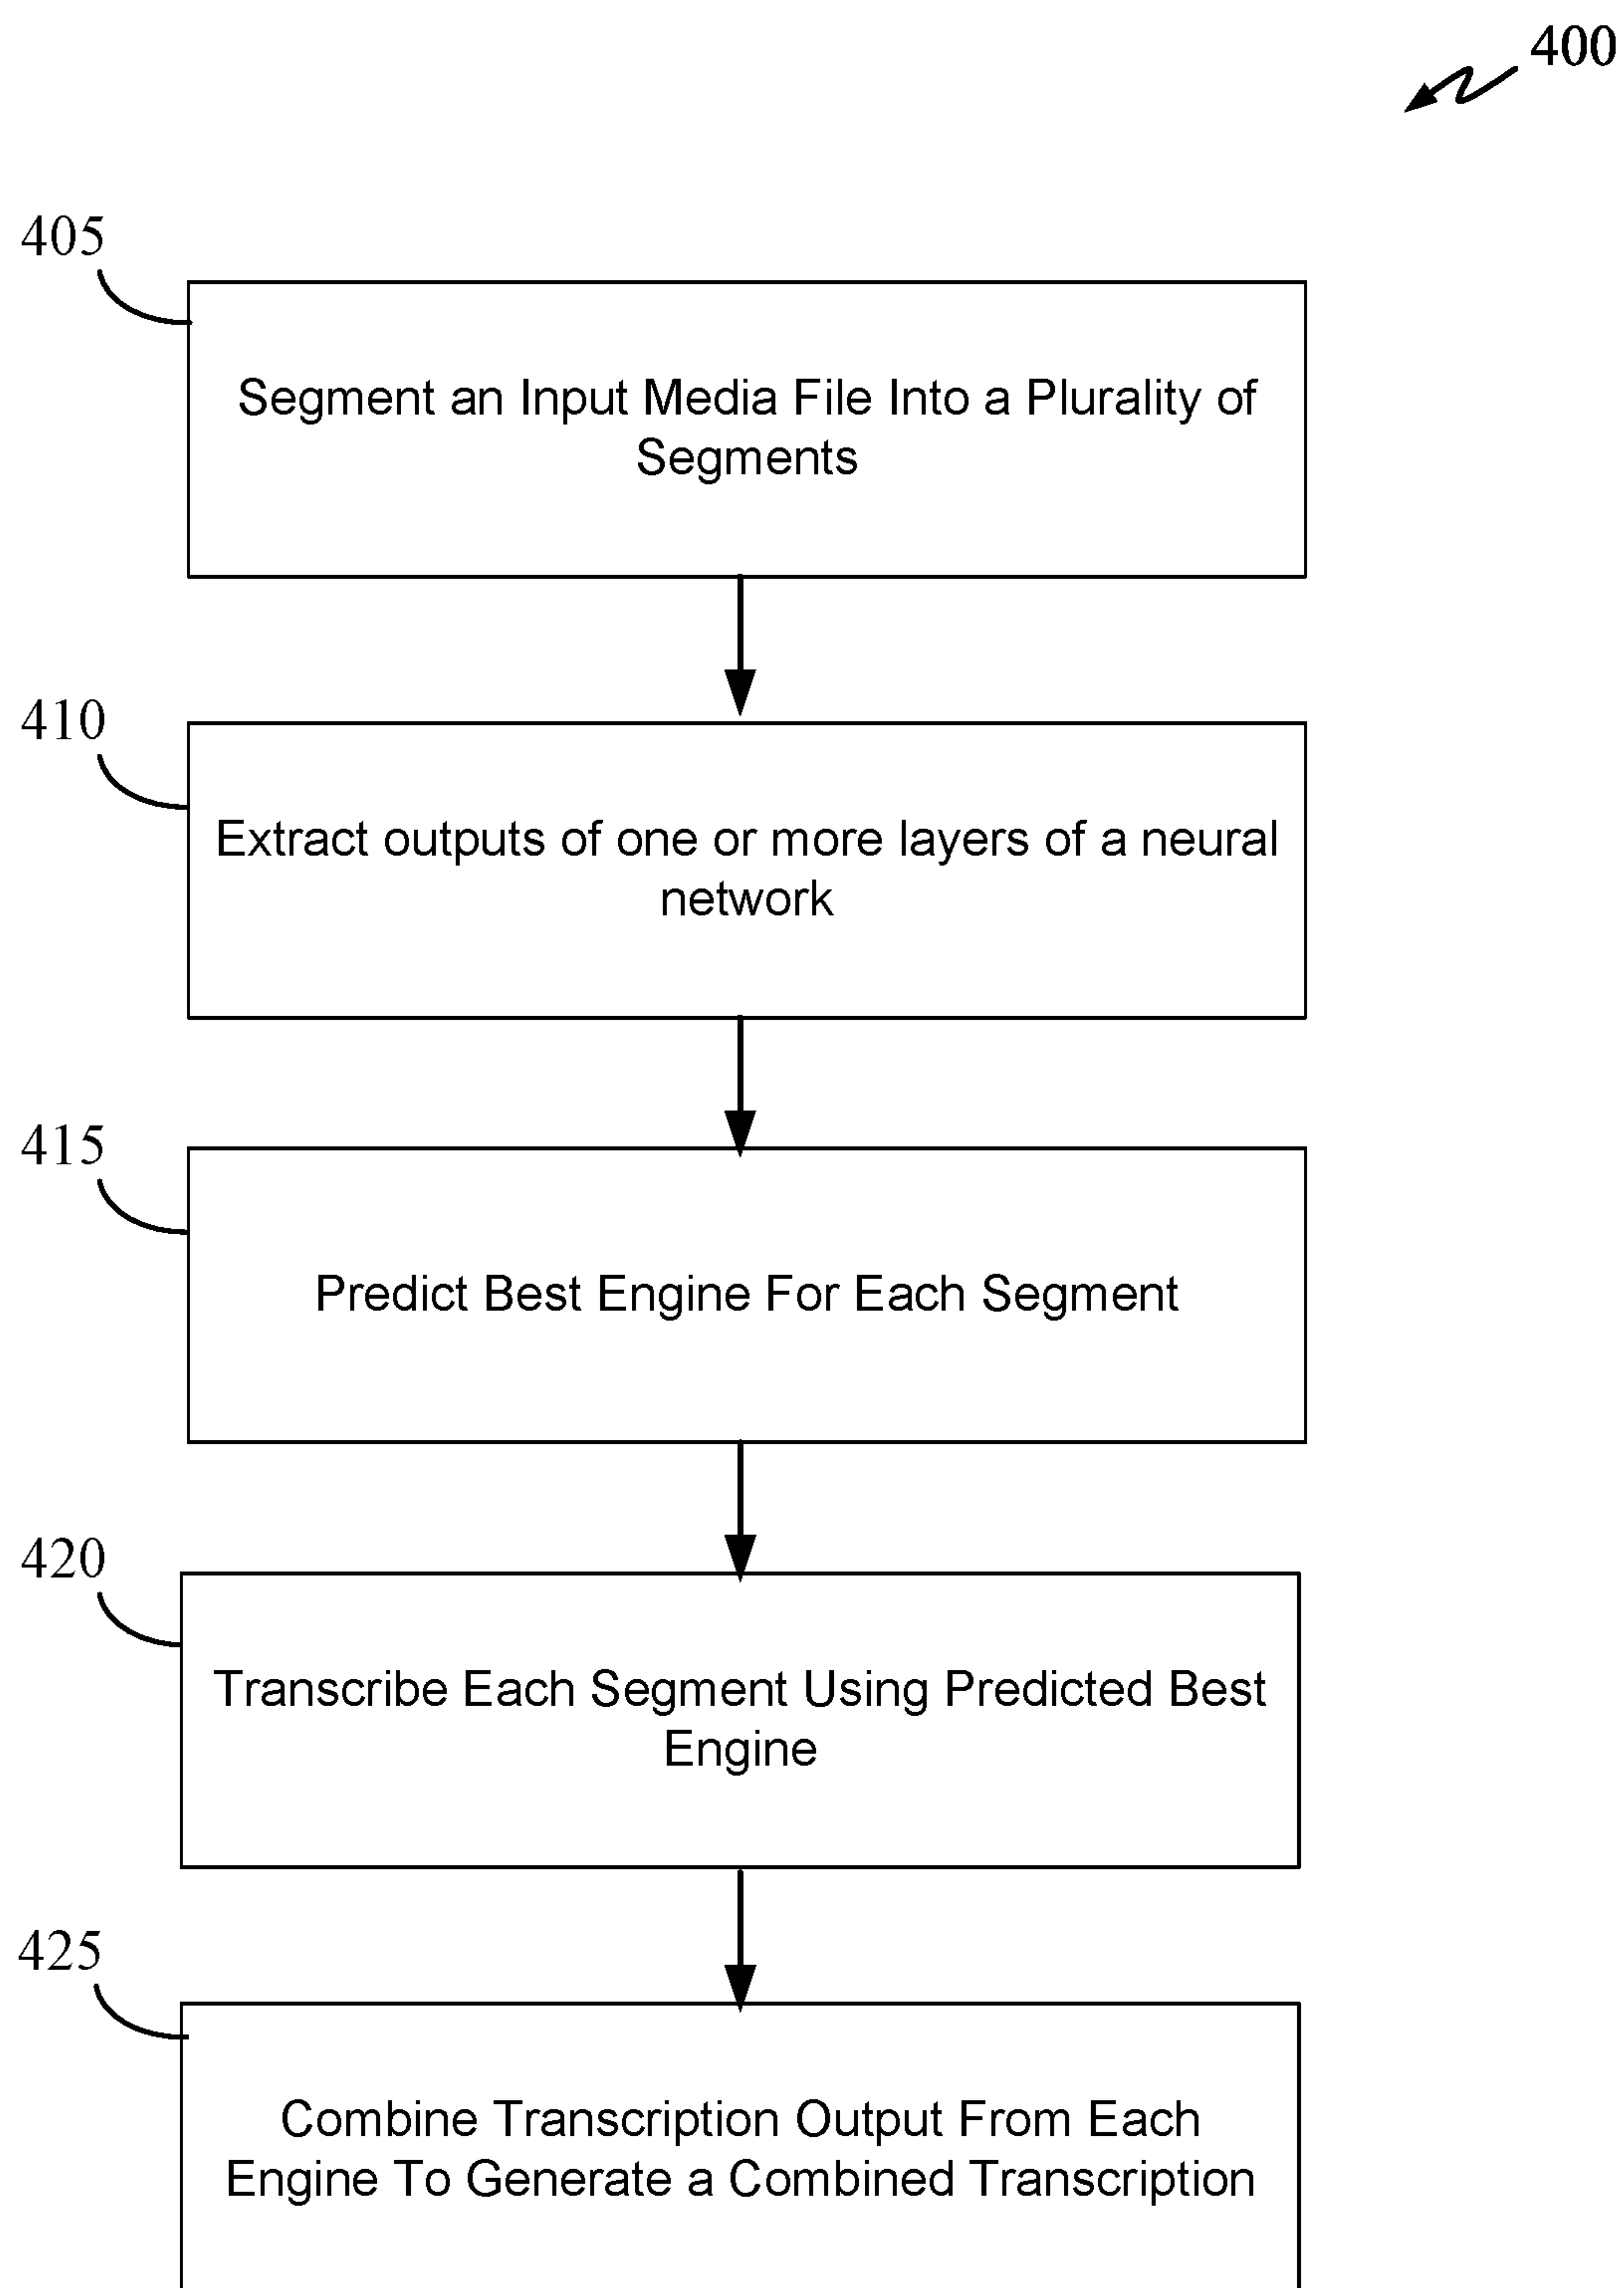 400
405
Segment an Input Media File Into a Plurality of
Segments
410
Extract outputs of one or more layers of a neural
network
415
Predict Best Engine For Each Segment
420
Transcribe Each Segment Using Predicted Best
Engine
425
Combine Transcription Output From Each
Engine To Generate a Combined Transcription